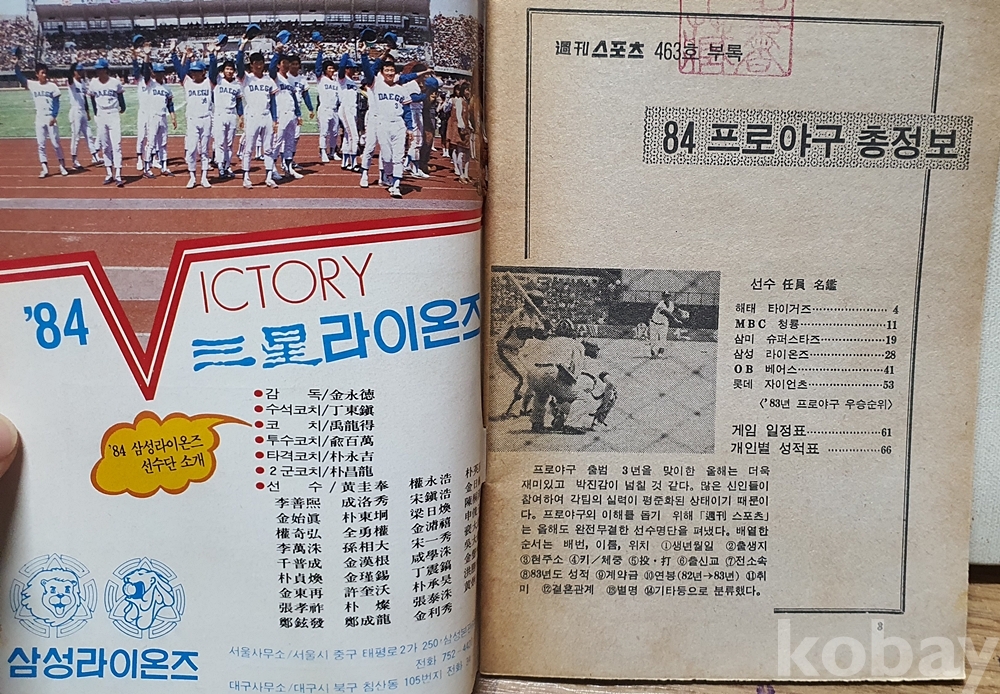 DAEGU
'84
VICTORY
三星 라이온즈
'84 삼성라이온즈
선수단 소개
●감 독/金永德
●수석코치/丁東鎭
●코 치/禹龍得
●투수코치/兪百萬
●타격코치/朴永吉
●2군코치/朴昌龍
●선 수/黃圭奉 權永浩
李善熙 成洛秀 宋鎭浩
金始眞 朴東坰 梁日煥
權奇弘 全勇權 金濬禧
李萬洙 孫相大 宋一秀
千普成 金漢根 咸學洙
朴貞煥 金瑾錫 丁震鎬
金東再 許奎沃 朴承昊
張孝祚 朴燦 張泰洙
鄭鉉發 鄭成龍 金利秀
삼성라이온즈
서울사무소/서울시 중구 태평로2가 250·삼성본
전화 752-44
대구사무소/대구시 북구 침산동 105번지 전화
週刊 스포츠 463호 부록
84 프로야구 총정보
선수 任員 名鑑
해태 타이거즈 4
MBC 청룡 11
삼미 슈퍼스타즈 19
삼성 라이온즈 28
OB 베어스 41
롯데 자이언츠 53
〈'83년 프로야구 우승순위〉
게임 일정표 61
개인별 성적표 66
프로야구 출범 3년을 맞이한 올해는 더욱
재미있고 박진감이 넘칠 것 같다. 많은 신인들이
참여하여 각팀의 실력이 평준화된 상태이기 때문이
다. 프로야구의 이해를 돕기 위해 「週刊 스포츠」
는 올해도 완전무결한 선수명단을 펴냈다. 배열한
순서는 배번, 이름, 위치 ①생년월일 ②출생지
③현주소 ④키/체중 ⑤投·打 ⑥출신교 ⑦전소속
⑧83년도 성적 ⑨계약금 ⑩연봉(82년→83년) ⑪취
미 ⑫결혼관계 ⑬별명 ⑭기타등으로 분류했다.
3
kobay